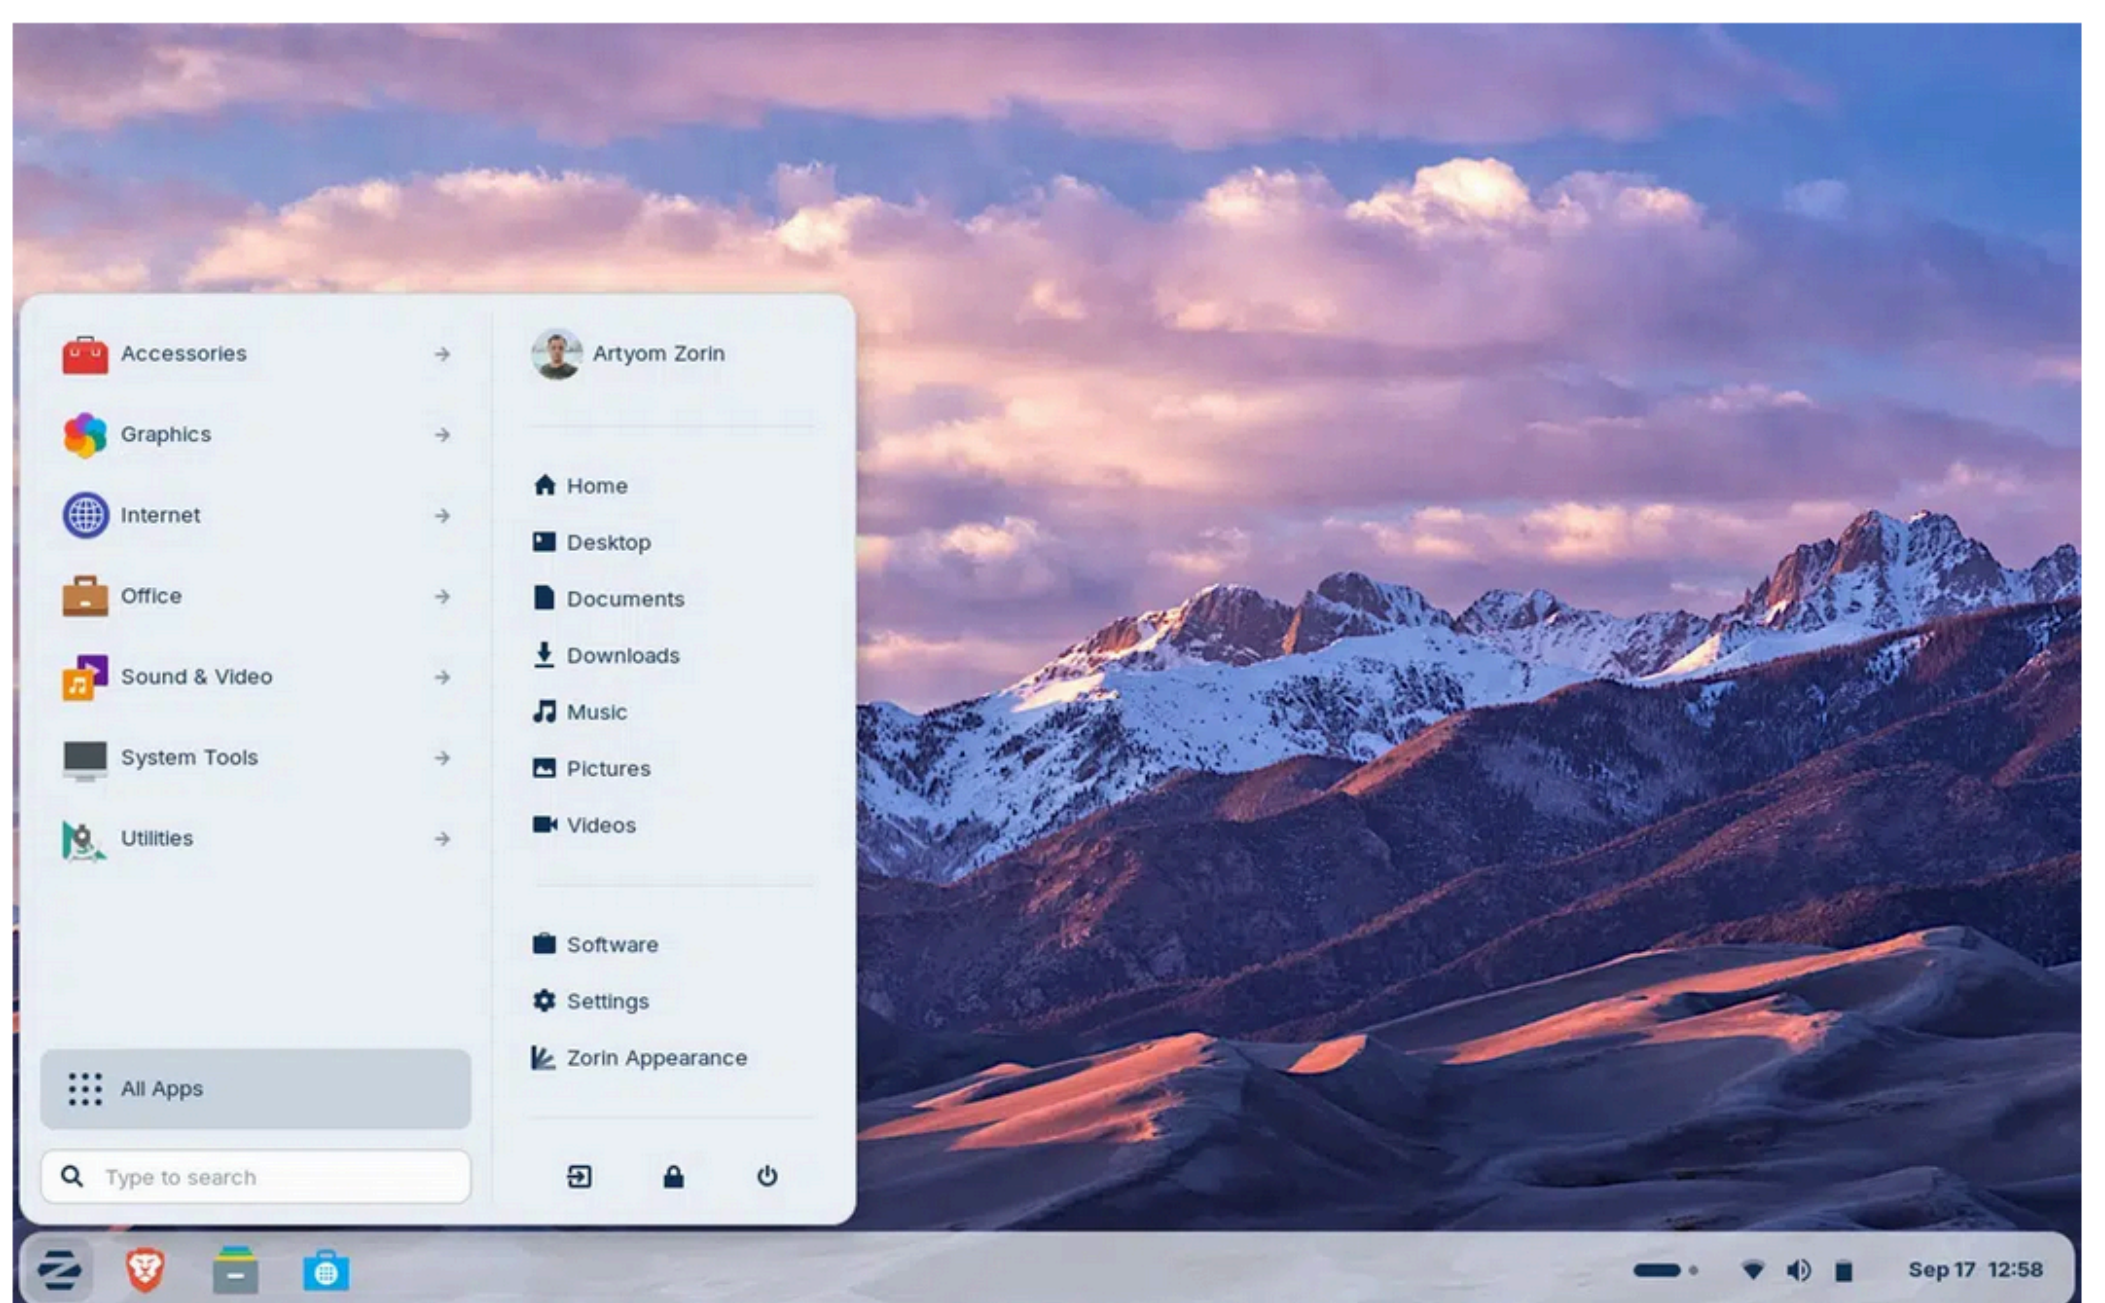 Accessories
Graphics
Internet
Office
Sound & Video
System Tools
Utilities
All Apps
Type to search
Artyom Zorin
Home
Desktop
Documents
Downloads
Music
Pictures
Videos
Software
Settings
Zorin Appearance
Sep 17 12:58